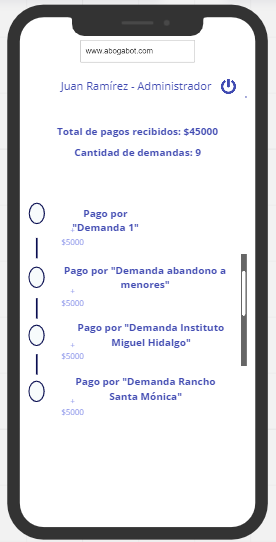 www.abogabot.com
Juan Ramírez - Administrador
Total de pagos recibidos: $45000
Cantidad de demandas: 9
Pago por
"Demanda 1"
+
$5000
Pago por "Demanda abandono a
menores"
+
$5000
Pago por "Demanda Instituto
Miguel Hidalgo"
+
$5000
Pago por "Demanda Rancho
Santa Mónica"
+
$5000